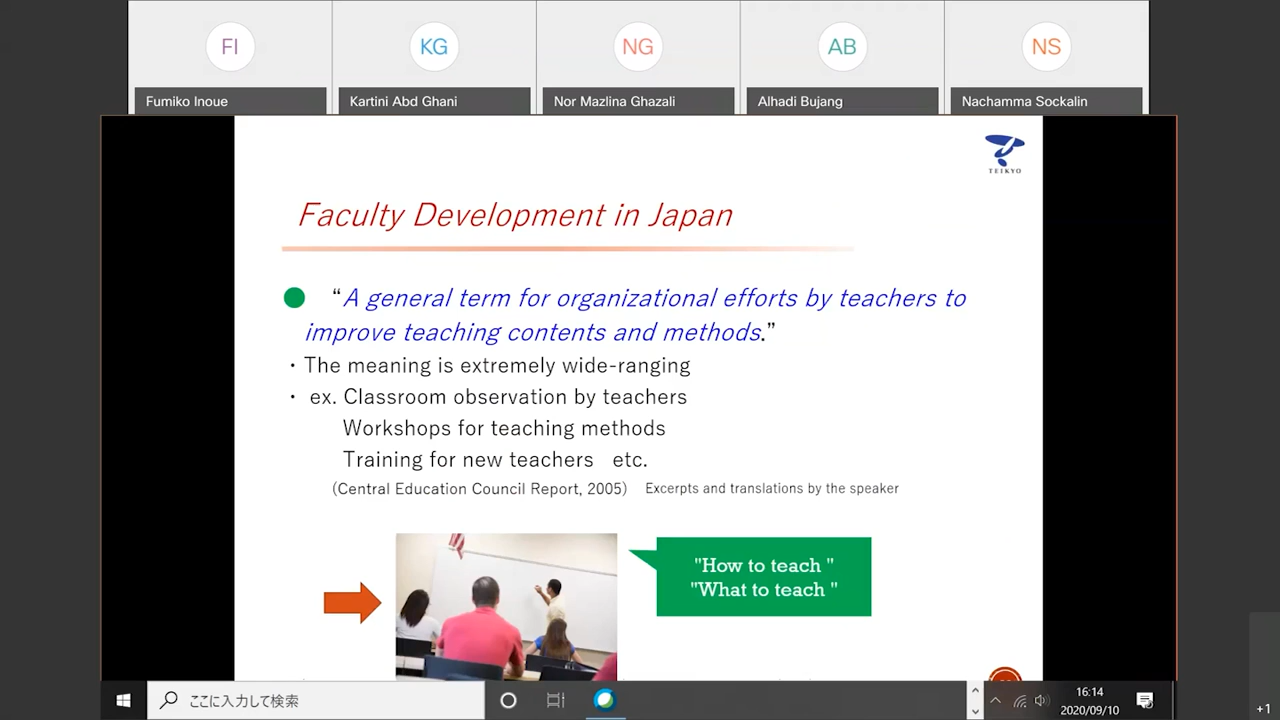 FI
KG
NG
AB
NS
Fumiko Inoue
Kartini Abd Ghani
Nor Mazlina Ghazali
Alhadi Bujang
Nachamma Sockalin
TEIKYO
Faculty Development in Japan
“A general term for organizational efforts by teachers to
improve teaching contents and methods.”
・The meaning is extremely wide-ranging
・ ex. Classroom observation by teachers
Workshops for teaching methods
Training for new teachers etc.
(Central Education Council Report, 2005) Excerpts and translations by the speaker
"How to teach "
"What to teach "
ここに入力して検索
16:14
2020/09/10
+1